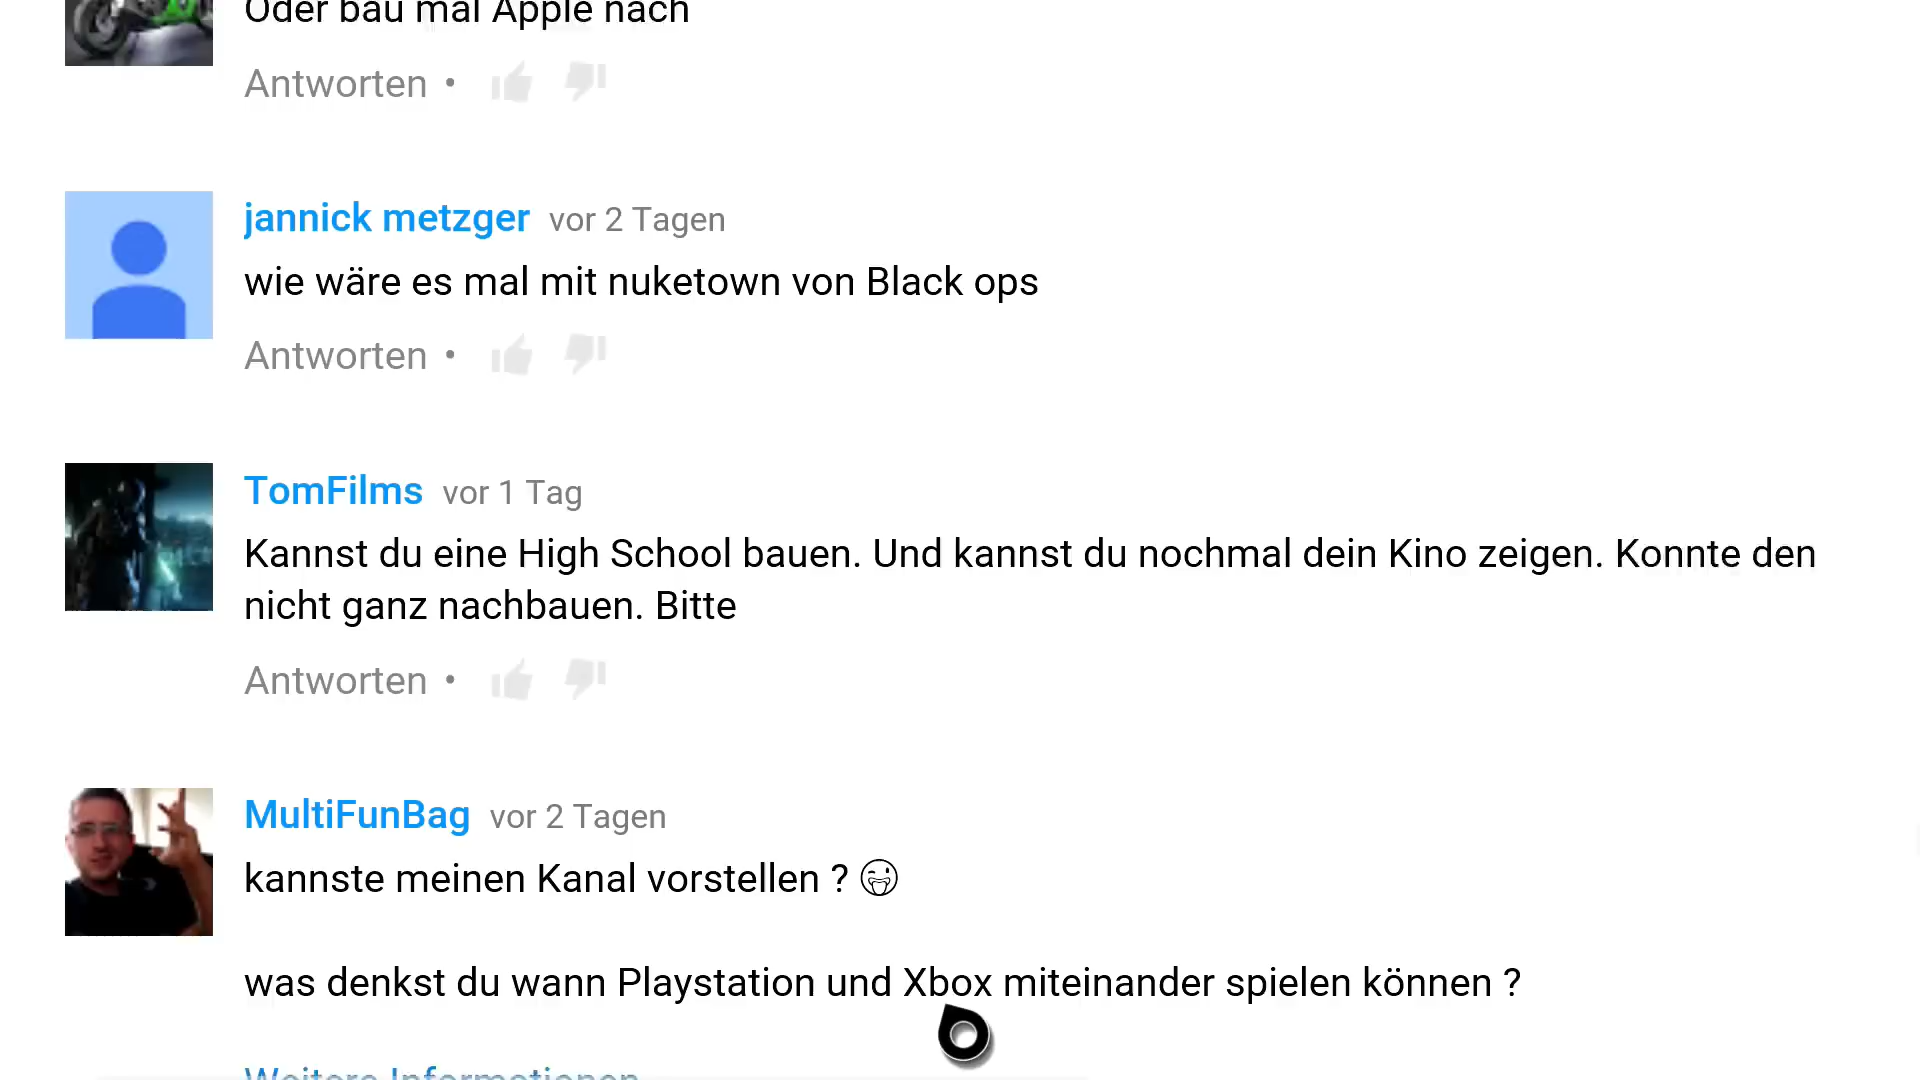 Oder bau mal Apple nach
Antworten •
jannick metzger vor 2 Tagen
wie wäre es mal mit nuketown von Black ops
Antworten •
TomFilms vor 1 Tag
Kannst du eine High School bauen. Und kannst du nochmal dein Kino zeigen. Konnte den
nicht ganz nachbauen. Bitte
Antworten •
MultiFunBag vor 2 Tagen
kannste meinen Kanal vorstellen ? 😜
was denkst du wann Playstation und Xbox miteinander spielen können ?
Weitere Informationen